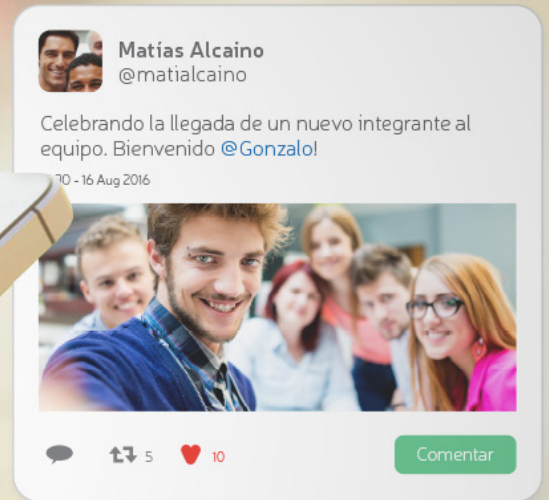 Matías Alcaino
@matialcaino
Celebrando la llegada de un nuevo integrante al
equipo. Bienvenido @Gonzalo!
- 16 Aug 2016
5
10
Comentar